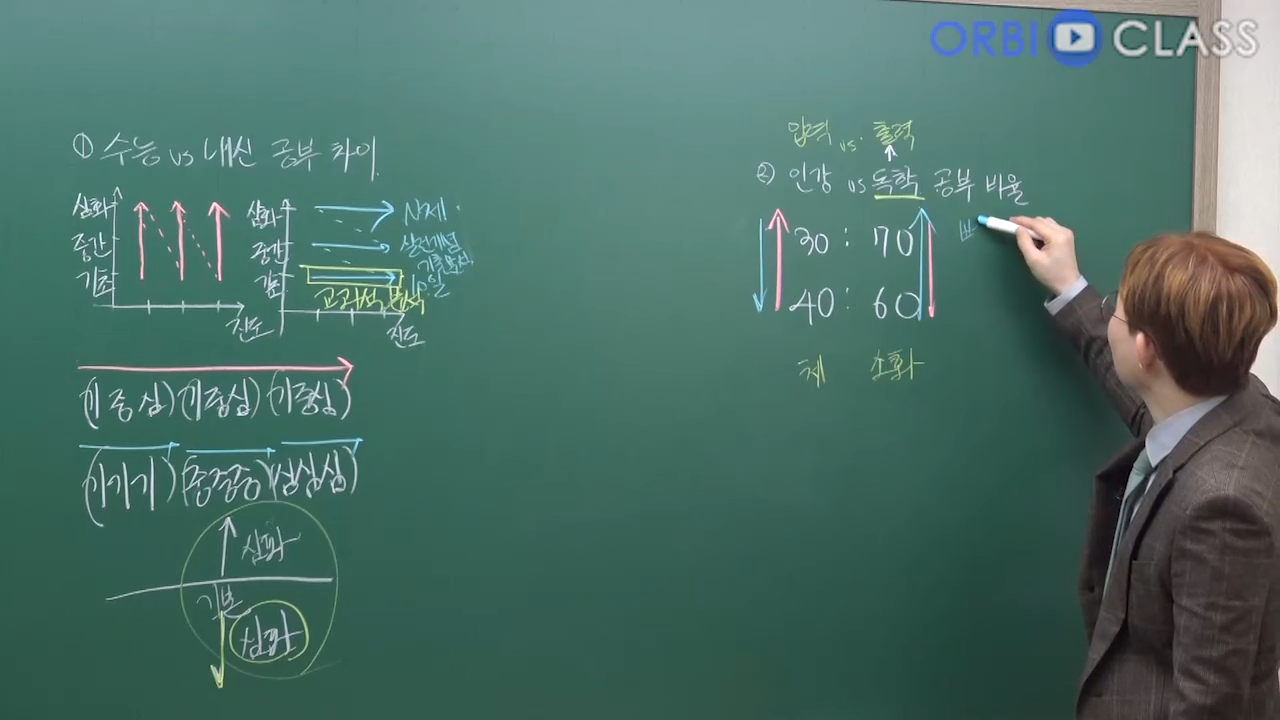 ORBI CLASS
① 수능 vs 내신 공부 차이
심화
중간
기초
진도
심화
중간
기초
진도
N제
실전개념
기출분석
교과서, 분석
(기 중 심) (기중심) (기중심)
(기기기) (중중중) (심심심)
심화
기본
심화
입력 vs. 출력
② 인강 vs 독학 공부 비율
30 : 70
40 : 60
체 소화